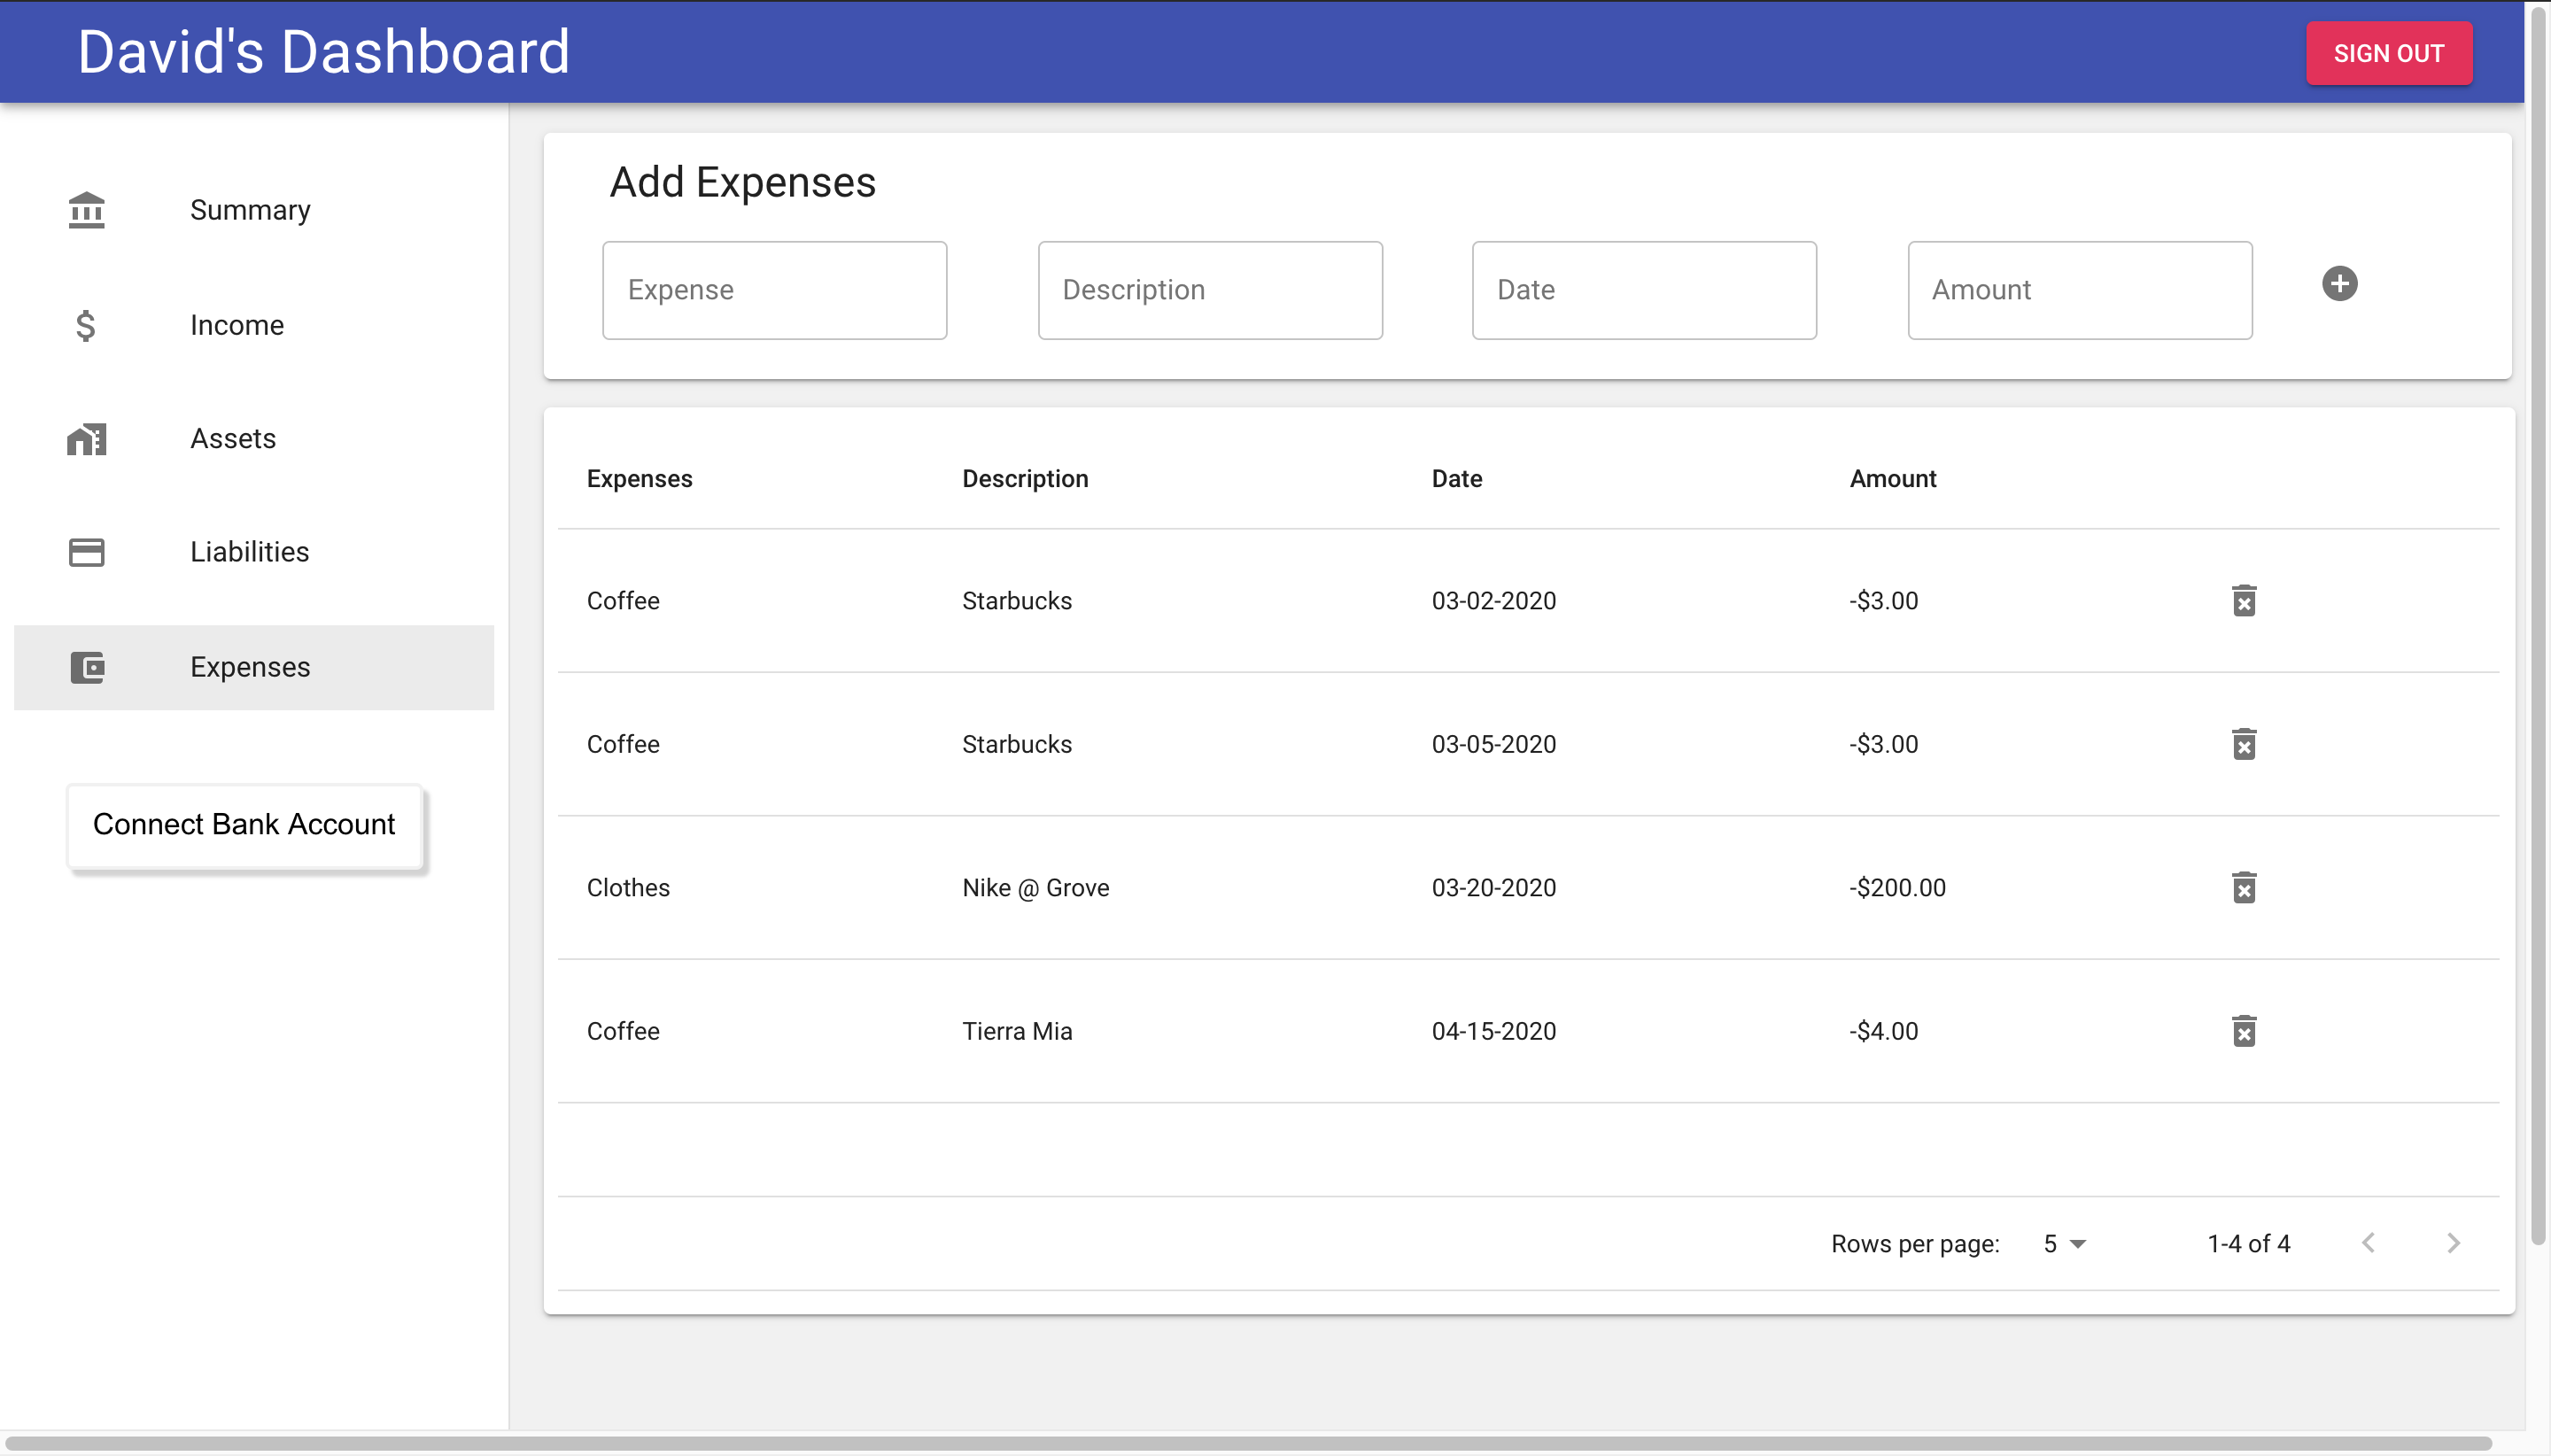 David's Dashboard
SIGN OUT
Summary
Income
Assets
Liabilities
Expenses
Connect Bank Account
Add Expenses
Expense Description Date Amount
Expenses Description Date Amount
Coffee Starbucks 03-02-2020 -$3.00
Coffee Starbucks 03-05-2020 -$3.00
Clothes Nike @ Grove 03-20-2020 -$200.00
Coffee Tierra Mia 04-15-2020 -$4.00
Rows per page: 5 1-4 of 4